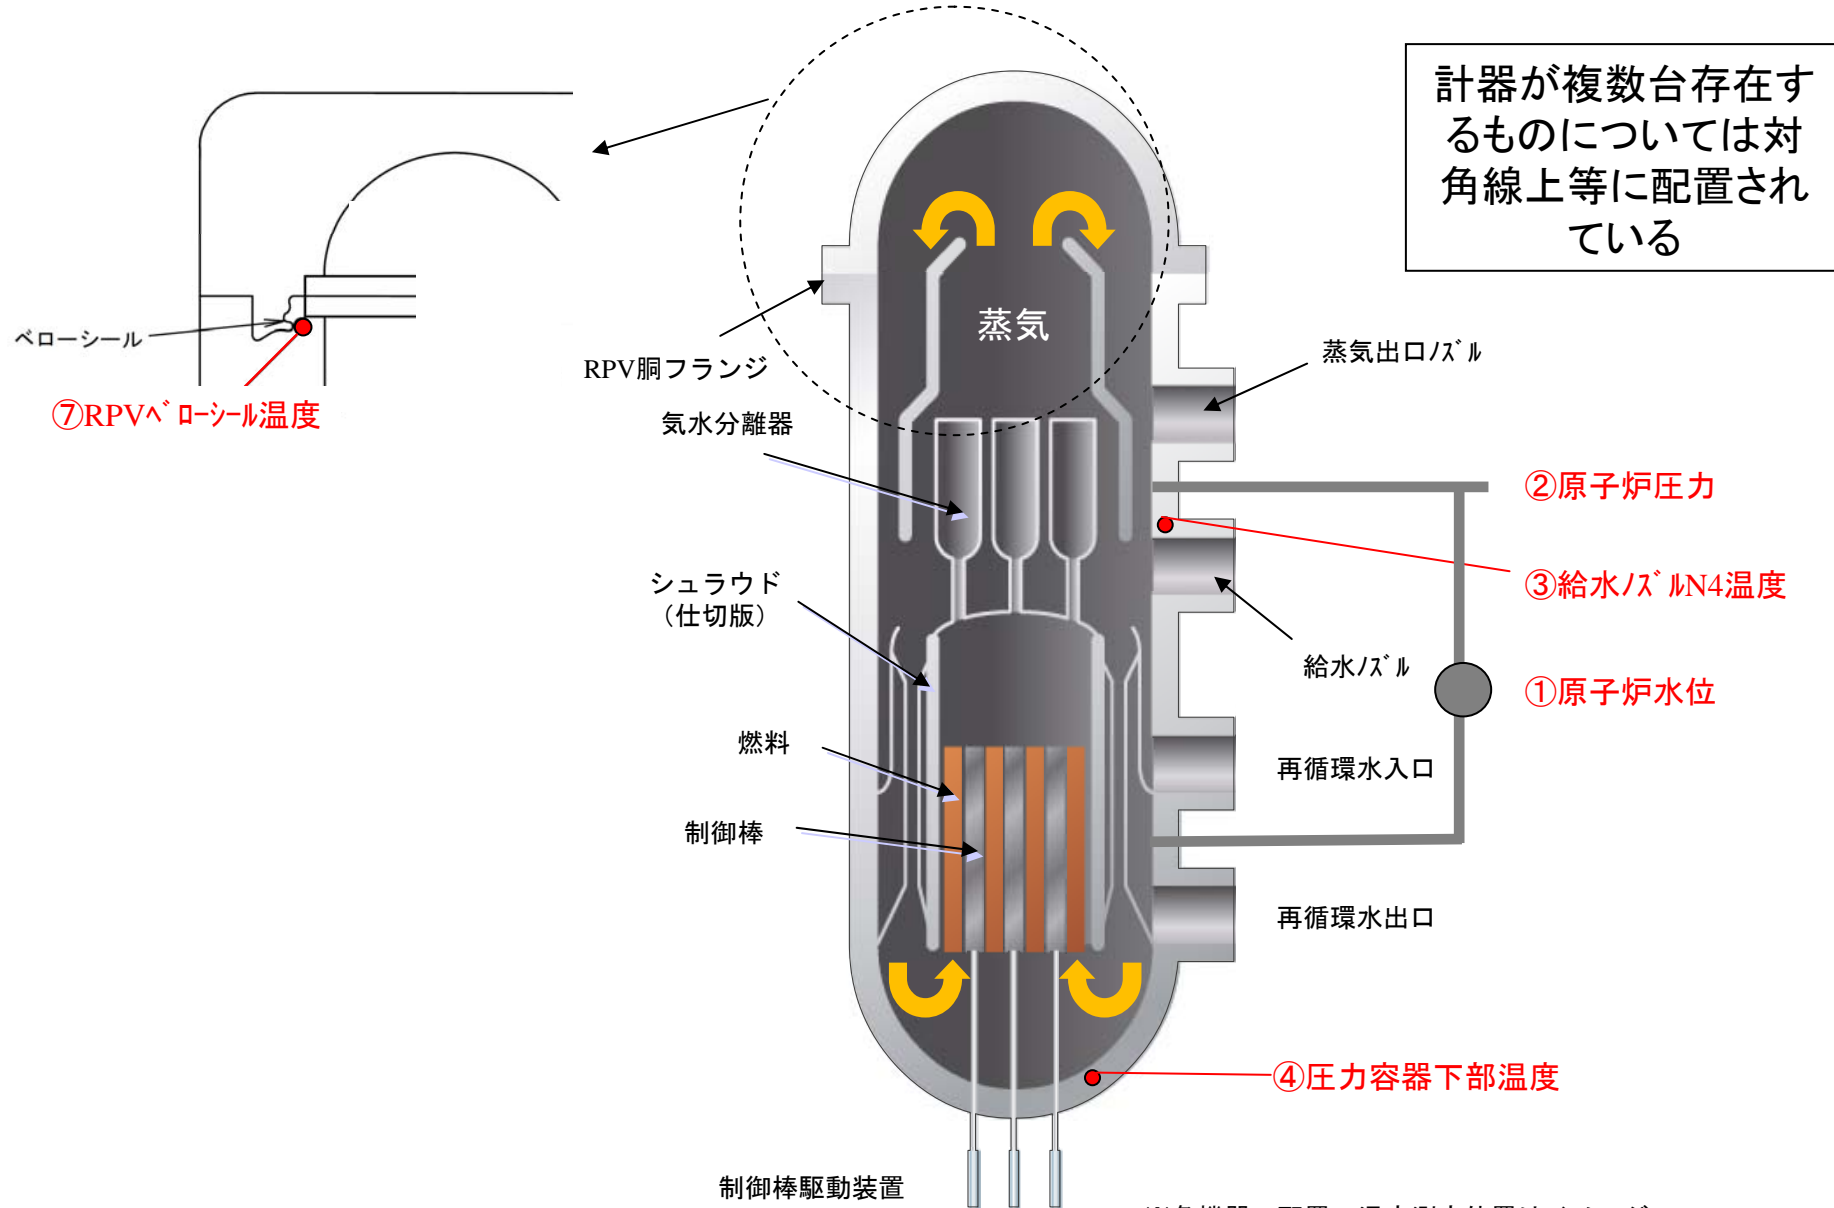 計器が複数台存在す
るものについては対
角線上等に配置され
ている
蒸気
ベローシール
RPV胴フランジ
蒸気出口ﾉｽﾞﾙ
⑦RPVﾍﾞﾛｰｼｰﾙ温度
気水分離器
②原子炉圧力
シュラウド
（仕切版）
③給水ﾉｽﾞﾙN4温度
給水ﾉｽﾞﾙ
①原子炉水位
燃料
再循環水入口
制御棒
再循環水出口
④圧力容器下部温度
制御棒駆動装置